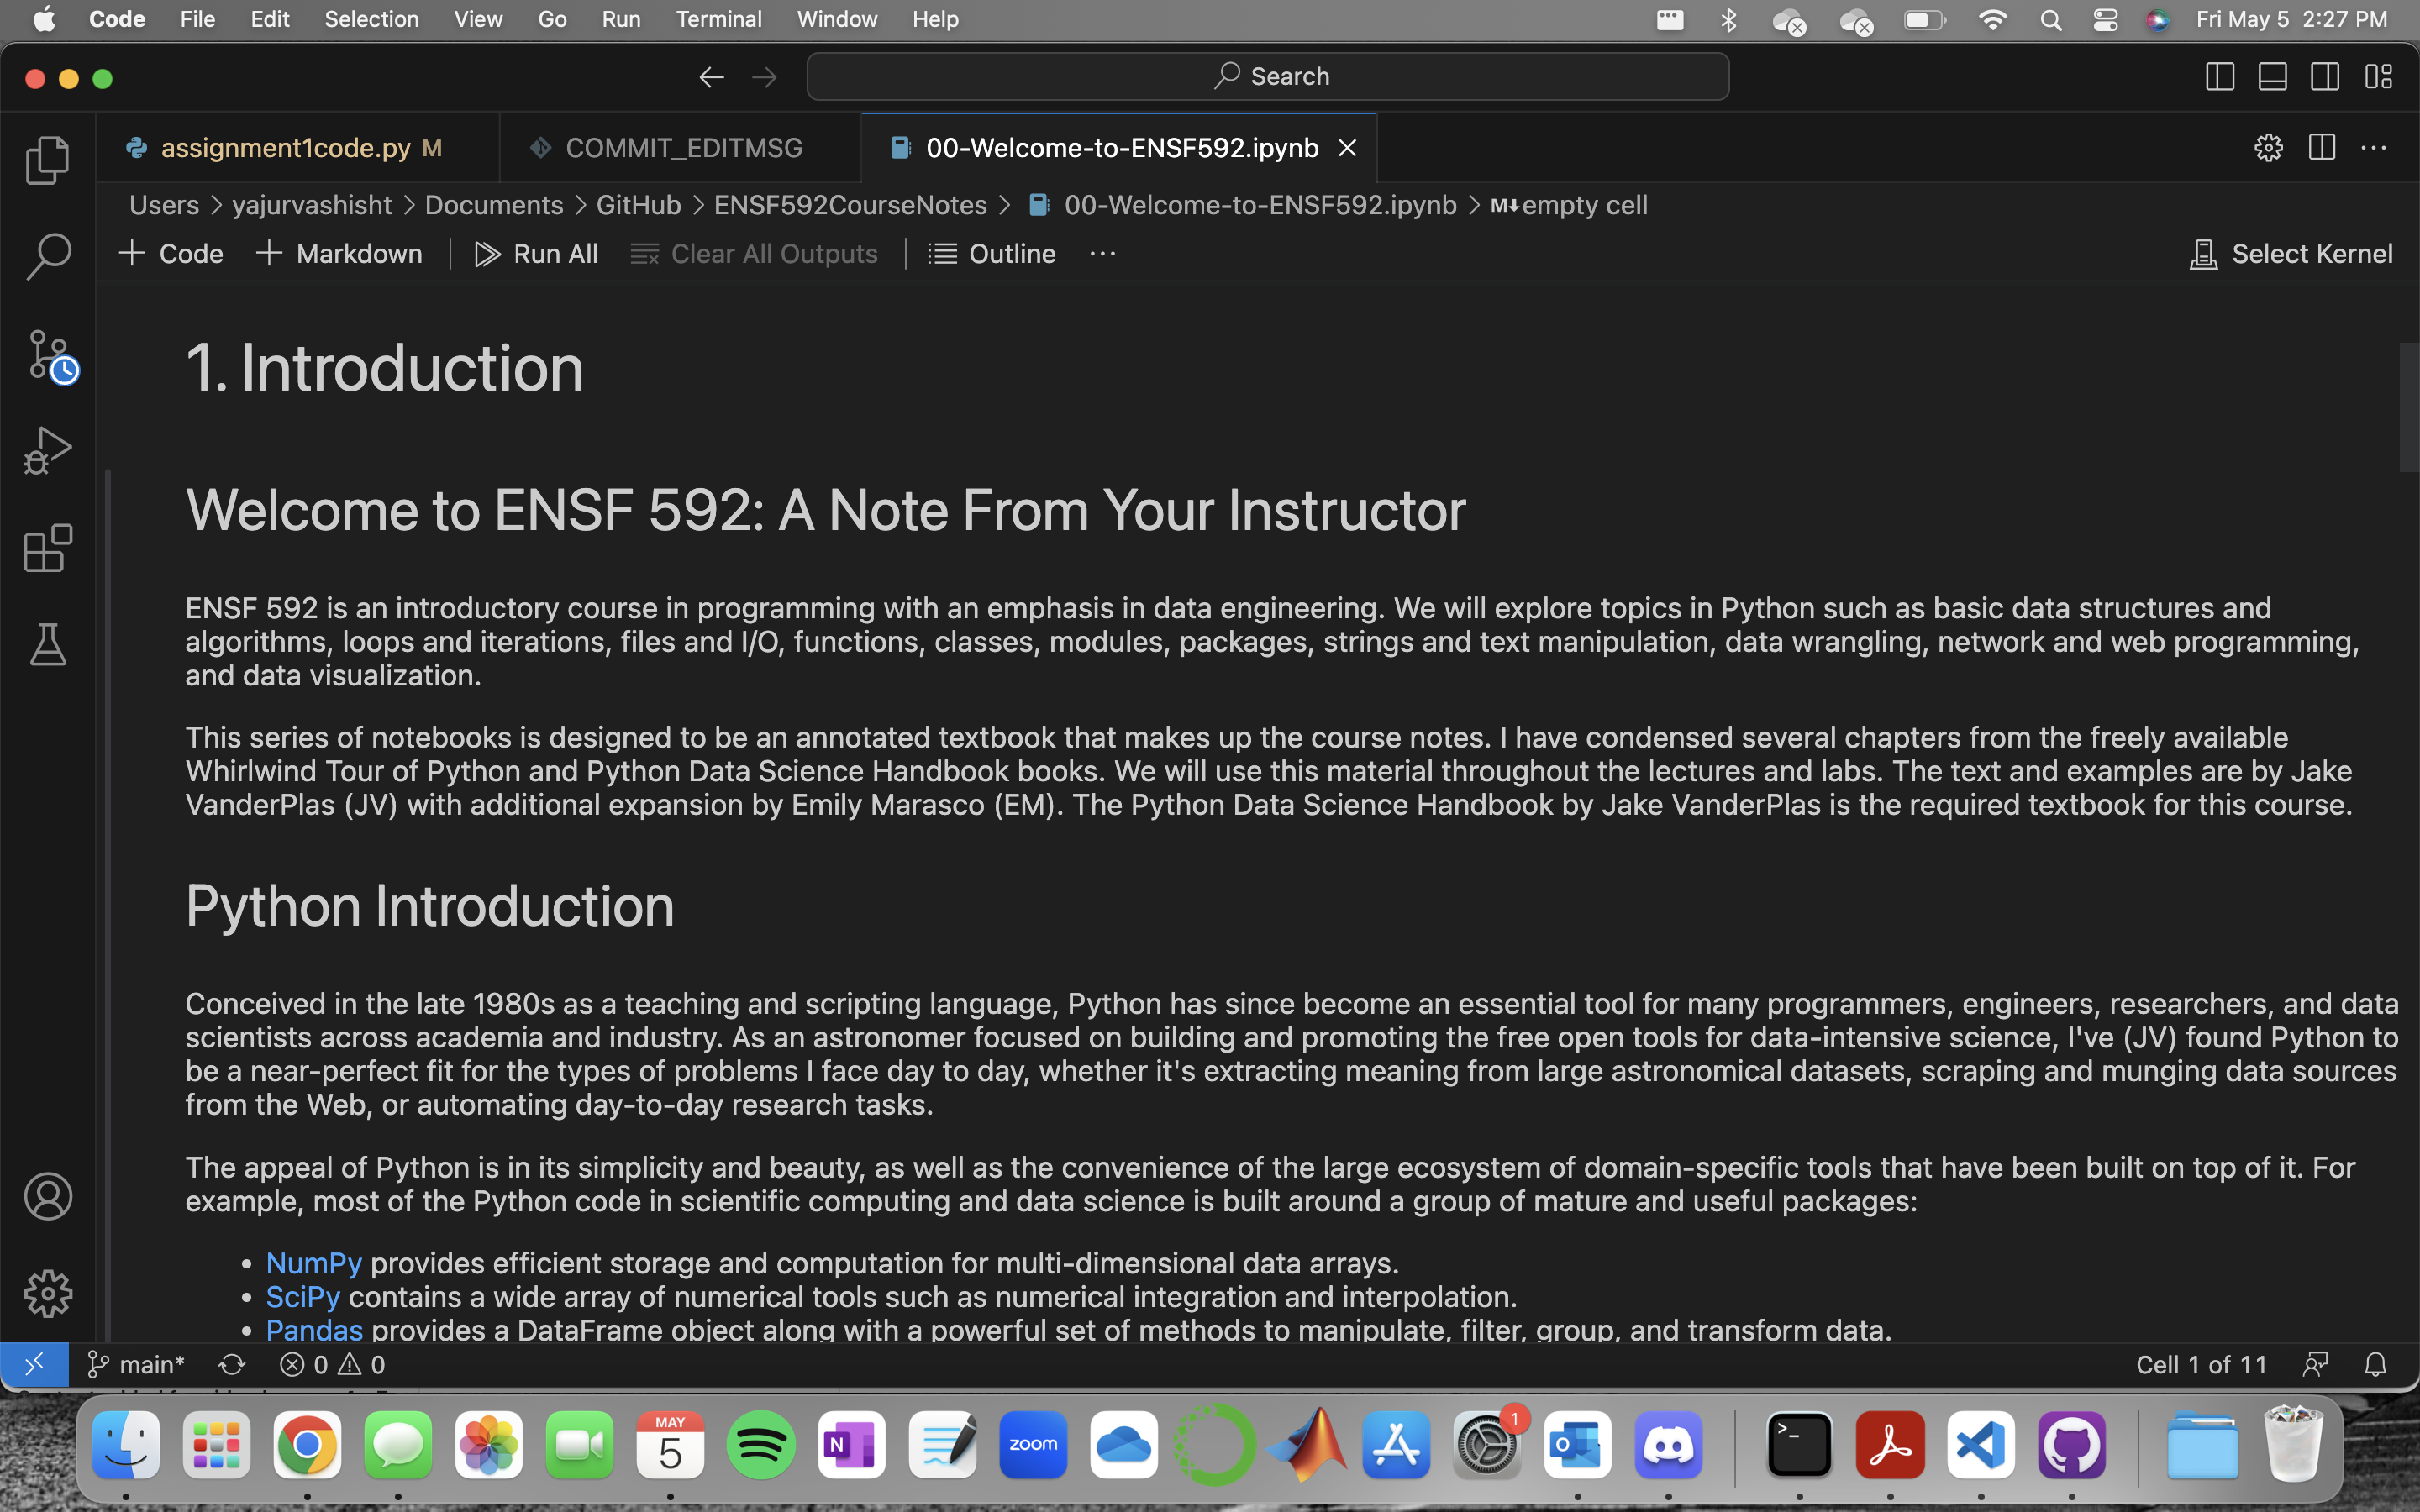 Code File Edit Selection View Go Run Terminal Window Help Fri May 5 2:27 PM
Search
assignment1code.py M COMMIT_EDITMSG 00-Welcome-to-ENSF592.ipynb
Users > yajurvashisht > Documents > GitHub > ENSF592CourseNotes > 00-Welcome-to-ENSF592.ipynb > M↓empty cell
+ Code + Markdown Run All Clear All Outputs Outline ... Select Kernel
1. Introduction
Welcome to ENSF 592: A Note From Your Instructor
ENSF 592 is an introductory course in programming with an emphasis in data engineering. We will explore topics in Python such as basic data structures and
algorithms, loops and iterations, files and I/O, functions, classes, modules, packages, strings and text manipulation, data wrangling, network and web programming,
and data visualization.
This series of notebooks is designed to be an annotated textbook that makes up the course notes. I have condensed several chapters from the freely available
Whirlwind Tour of Python and Python Data Science Handbook books. We will use this material throughout the lectures and labs. The text and examples are by Jake
VanderPlas (JV) with additional expansion by Emily Marasco (EM). The Python Data Science Handbook by Jake VanderPlas is the required textbook for this course.
Python Introduction
Conceived in the late 1980s as a teaching and scripting language, Python has since become an essential tool for many programmers, engineers, researchers, and data
scientists across academia and industry. As an astronomer focused on building and promoting the free open tools for data-intensive science, I've (JV) found Python to
be a near-perfect fit for the types of problems I face day to day, whether it's extracting meaning from large astronomical datasets, scraping and munging data sources
from the Web, or automating day-to-day research tasks.
The appeal of Python is in its simplicity and beauty, as well as the convenience of the large ecosystem of domain-specific tools that have been built on top of it. For
example, most of the Python code in scientific computing and data science is built around a group of mature and useful packages:
• NumPy provides efficient storage and computation for multi-dimensional data arrays.
• SciPy contains a wide array of numerical tools such as numerical integration and interpolation.
• Pandas provides a DataFrame object along with a powerful set of methods to manipulate, filter, group, and transform data.
main* 0 0 Cell 1 of 11
MAY
5
N
zoom
1
O
>_